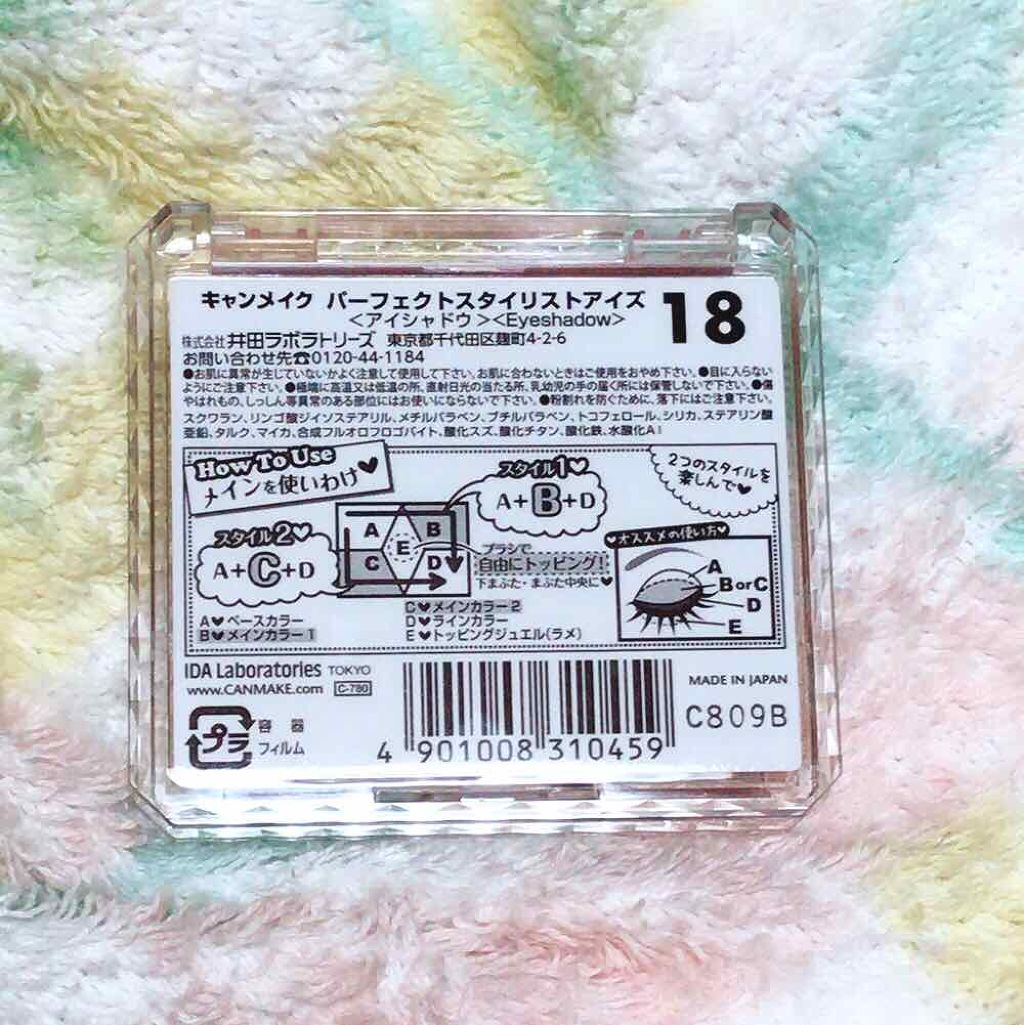 キャンメイク パーフェクトスタイリストアイズ 18
＜アイシャドウ＞＜Eyeshadow＞
株式会社 井田ラボラトリーズ 東京都千代田区麹町4-2-6
お問い合わせ先☎0120-44-1184
●お肌に異常が生じていないかよく注意して使用して下さい。お肌に合わないときはご使用をおやめ下さい。●目に入らない
ようにご注意下さい。●極端に高温又は低温の所、直射日光の当たる所、乳幼児の手の届く所には保管しないで下さい。●傷
やはれもの、しっしん等異常のある部位にはお使いにならないで下さい。●粉割れを防ぐために、落下にはご注意下さい。
スクワラン、リンゴ酸ジイソステアリル、メチルパラベン、ブチルパラベン、トコフェロール、シリカ、ステアリン酸
亜鉛、タルク、マイカ、合成フルオロフロゴパイト、酸化スズ、酸化チタン、酸化鉄、水酸化Al
How To Use
メインを使いわけ♥
スタイル1♥
A+B+D
2つのスタイルを
楽しんで♥
スタイル2♥
A+C+D
A B
E
C D
ブラシで
自由にトッピング!
下まぶた・まぶた中央に♥
♥オススメの使い方♥
A
B or C
D
E
A♥ベースカラー
B♥メインカラー1
C♥メインカラー2
D♥ラインカラー
E♥トッピングジュエル(ラメ)
IDA Laboratories TOKYO
www.CANMAKE.com C-780
MADE IN JAPAN
C809B
プラ
容器
フィルム
4 901008 310459